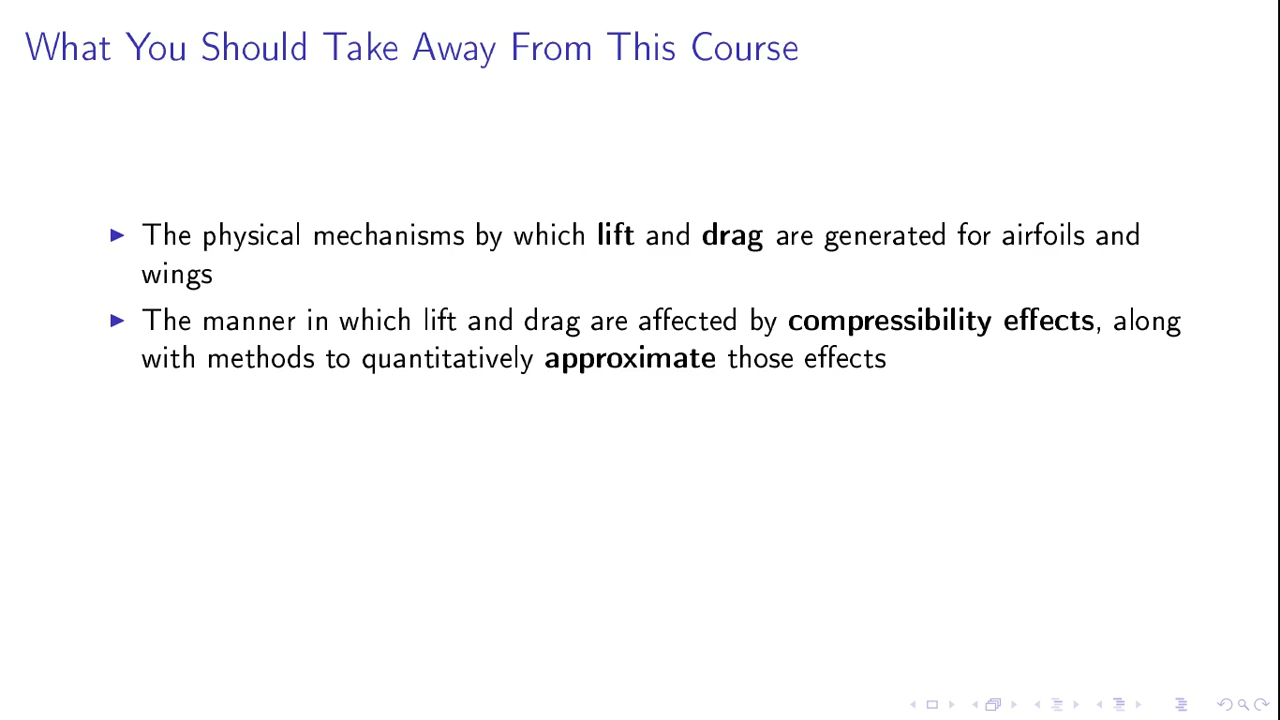 What You Should Take Away From This Course
The physical mechanisms by which lift and drag are generated for airfoils and
wings
The manner in which lift and drag are affected by compressibility effects, along
with methods to quantitatively approximate those effects